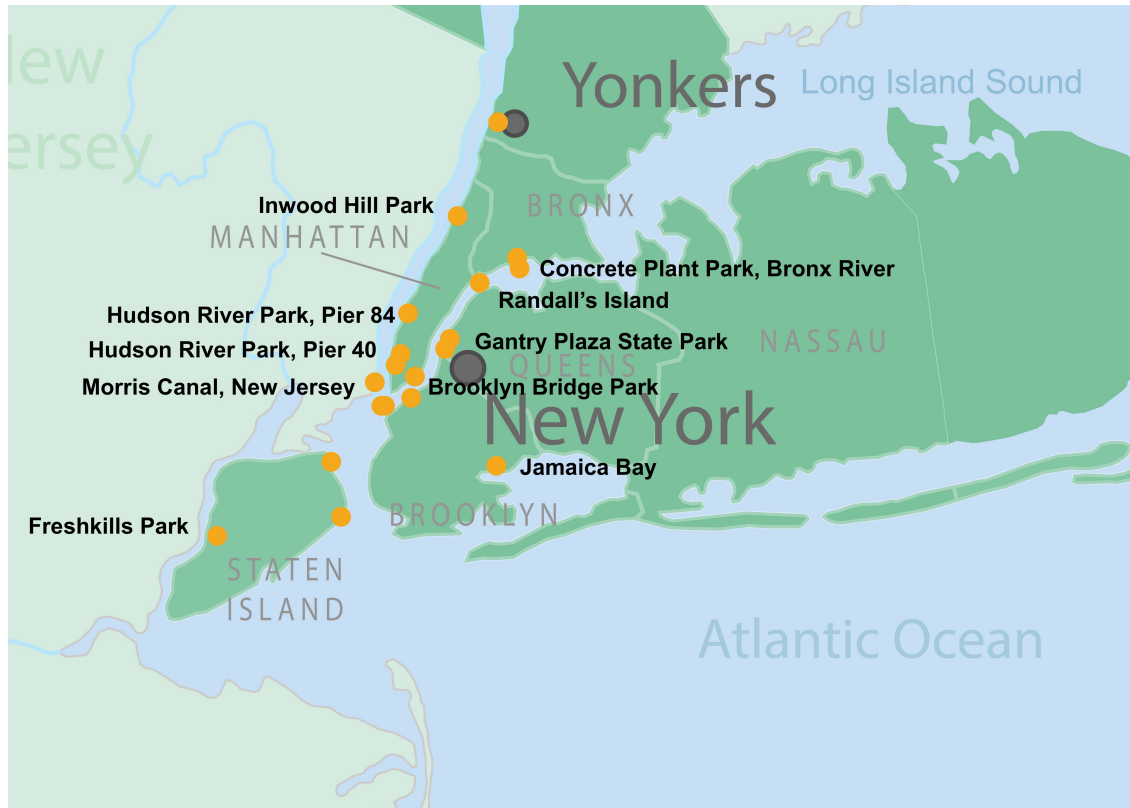 Yonkers
Long Island Sound
ew
ersey
Inwood Hill Park
BRONX
MANHATTAN
Concrete Plant Park, Bronx River
Randall’s Island
Hudson River Park, Pier 84
Gantry Plaza State Park
NASSAU
Hudson River Park, Pier 40
QUEENS
Morris Canal, New Jersey
Brooklyn Bridge Park
New York
Jamaica Bay
BROOKLYN
Freshkills Park
STATEN
ISLAND
Atlantic Ocean